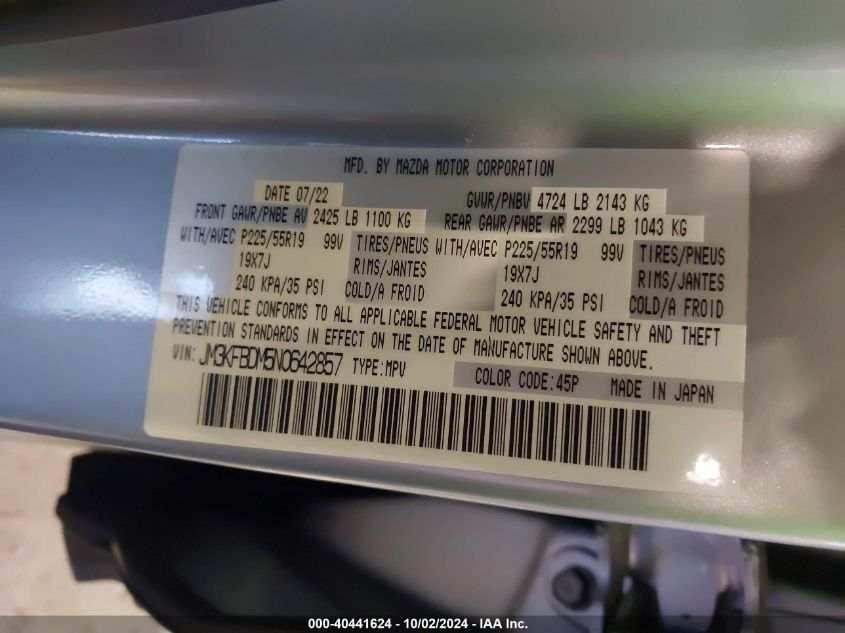 MFD. BY MAZDA MOTOR CORPORATION
DATE 07/22 GVWR/PNBV 4724 LB 2143 KG
FRONT GAWR/PNBE AV 2425 LB 1100 KG REAR GAWR/PNBE AR 2299 LB 1043 KG
WITH/AVEC P225/55R19 99V TIRES/PNEUS WITH/AVEC P225/55R19 99V TIRES/PNEUS
19X7J RIMS/JANTES 19X7J RIMS/JANTES
240 KPA/35 PSI COLD/A FROID 240 KPA/35 PSI COLD/A FROID
THIS VEHICLE CONFORMS TO ALL APPLICABLE FEDERAL MOTOR VEHICLE SAFETY AND THEFT
PREVENTION STANDARDS IN EFFECT ON THE DATE OF MANUFACTURE SHOWN ABOVE.
VIN: JM3KFBDM5N0642857 TYPE:MPV
COLOR CODE:45P MADE IN JAPAN
000-40441624 - 10/02/2024 - IAA Inc.